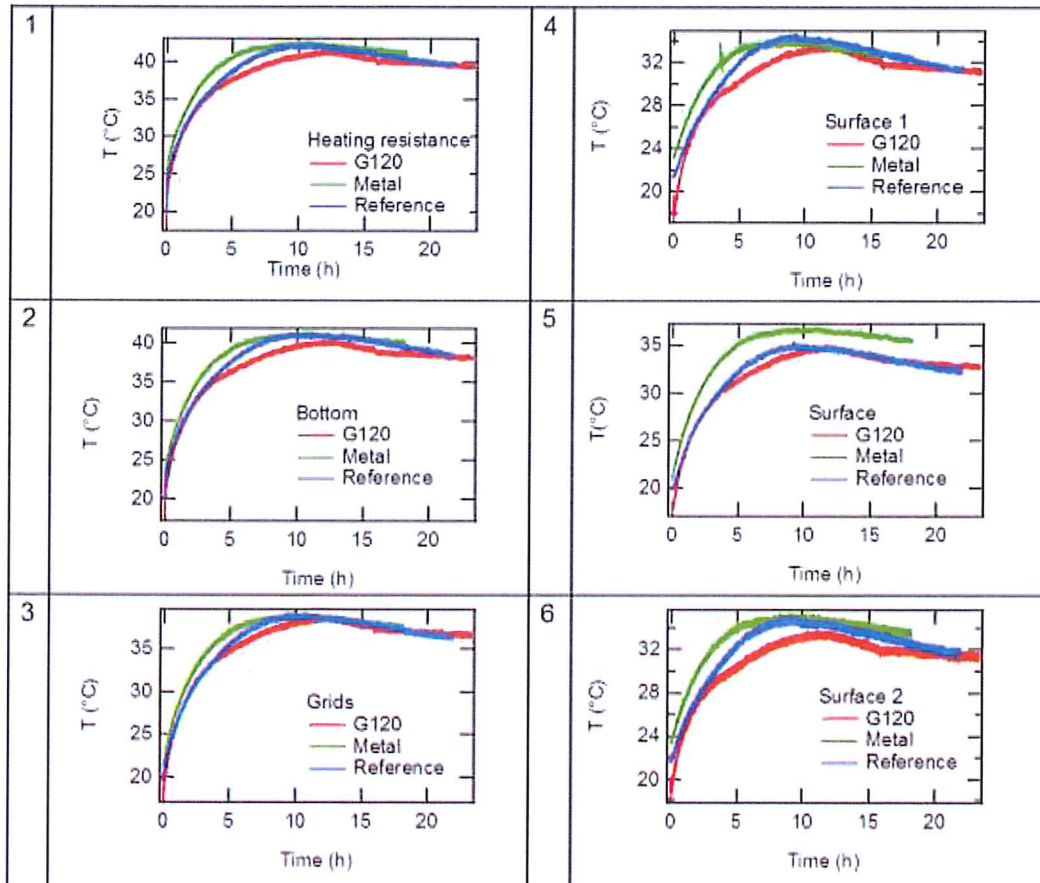 1
T (°C)
40
35
30
25
20
Heating resistance
G120
Metal
Reference
0 5 10 15 20
Time (h)
4
T (°C)
32
28
24
20
Surface 1
G120
Metal
Reference
0 5 10 15 20
Time (h)
2
T (°C)
40
35
30
25
20
Bottom
G120
Metal
Reference
0 5 10 15 20
Time (h)
5
T(°C)
35
30
25
20
Surface
G120
Metal
Reference
0 5 10 15 20
Time (h)
3
T (°C)
35
30
25
20
Grids
G120
Metal
Reference
0 5 10 15 20
Time (h)
6
T (°C)
32
28
24
20
Surface 2
G120
Metal
Reference
0 5 10 15 20
Time (h)